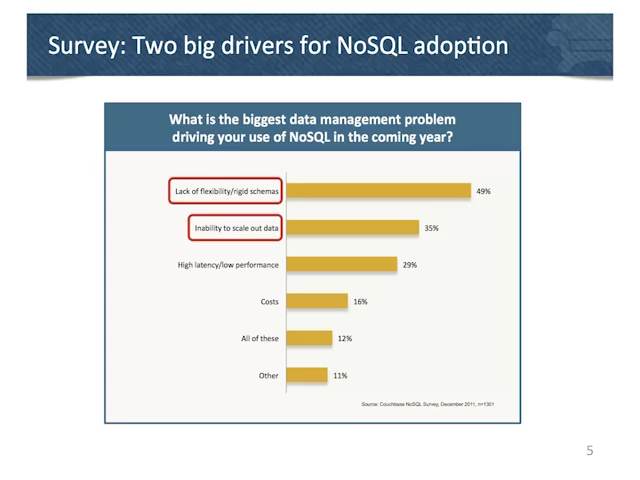 Survey: Two big drivers for NoSQL adoption
What is the biggest data management problem
driving your use of NoSQL in the coming year?
Lack of flexibility/rigid schemas 49%
Inability to scale out data 35%
High latency/low performance 29%
Costs 16%
All of these 12%
Other 11%
Source: Couchbase NoSQL Survey, December 2011, n=1351
5